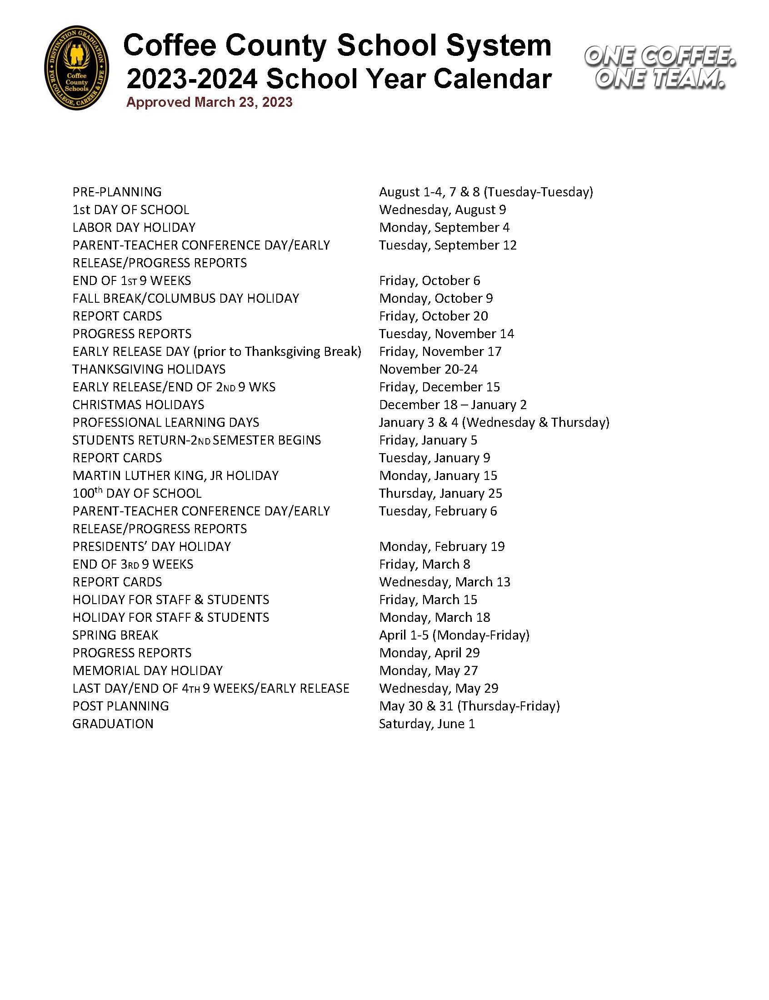 DESTINATION GRADUATION
FOR COLLEGE, CAREER & LIFE
Coffee
County
Schools
Coffee County School System
2023-2024 School Year Calendar
Approved March 23, 2023
ONE COFFEE.
ONE TEAM.
PRE-PLANNING August 1-4, 7 & 8 (Tuesday-Tuesday)
1st DAY OF SCHOOL Wednesday, August 9
LABOR DAY HOLIDAY Monday, September 4
PARENT-TEACHER CONFERENCE DAY/EARLY Tuesday, September 12
RELEASE/PROGRESS REPORTS
END OF 1ST 9 WEEKS Friday, October 6
FALL BREAK/COLUMBUS DAY HOLIDAY Monday, October 9
REPORT CARDS Friday, October 20
PROGRESS REPORTS Tuesday, November 14
EARLY RELEASE DAY (prior to Thanksgiving Break) Friday, November 17
THANKSGIVING HOLIDAYS November 20-24
EARLY RELEASE/END OF 2ND 9 WKS Friday, December 15
CHRISTMAS HOLIDAYS December 18 – January 2
PROFESSIONAL LEARNING DAYS January 3 & 4 (Wednesday & Thursday)
STUDENTS RETURN-2ND SEMESTER BEGINS Friday, January 5
REPORT CARDS Tuesday, January 9
MARTIN LUTHER KING, JR HOLIDAY Monday, January 15
100th DAY OF SCHOOL Thursday, January 25
PARENT-TEACHER CONFERENCE DAY/EARLY Tuesday, February 6
RELEASE/PROGRESS REPORTS
PRESIDENTS’ DAY HOLIDAY Monday, February 19
END OF 3RD 9 WEEKS Friday, March 8
REPORT CARDS Wednesday, March 13
HOLIDAY FOR STAFF & STUDENTS Friday, March 15
HOLIDAY FOR STAFF & STUDENTS Monday, March 18
SPRING BREAK April 1-5 (Monday-Friday)
PROGRESS REPORTS Monday, April 29
MEMORIAL DAY HOLIDAY Monday, May 27
LAST DAY/END OF 4TH 9 WEEKS/EARLY RELEASE Wednesday, May 29
POST PLANNING May 30 & 31 (Thursday-Friday)
GRADUATION Saturday, June 1